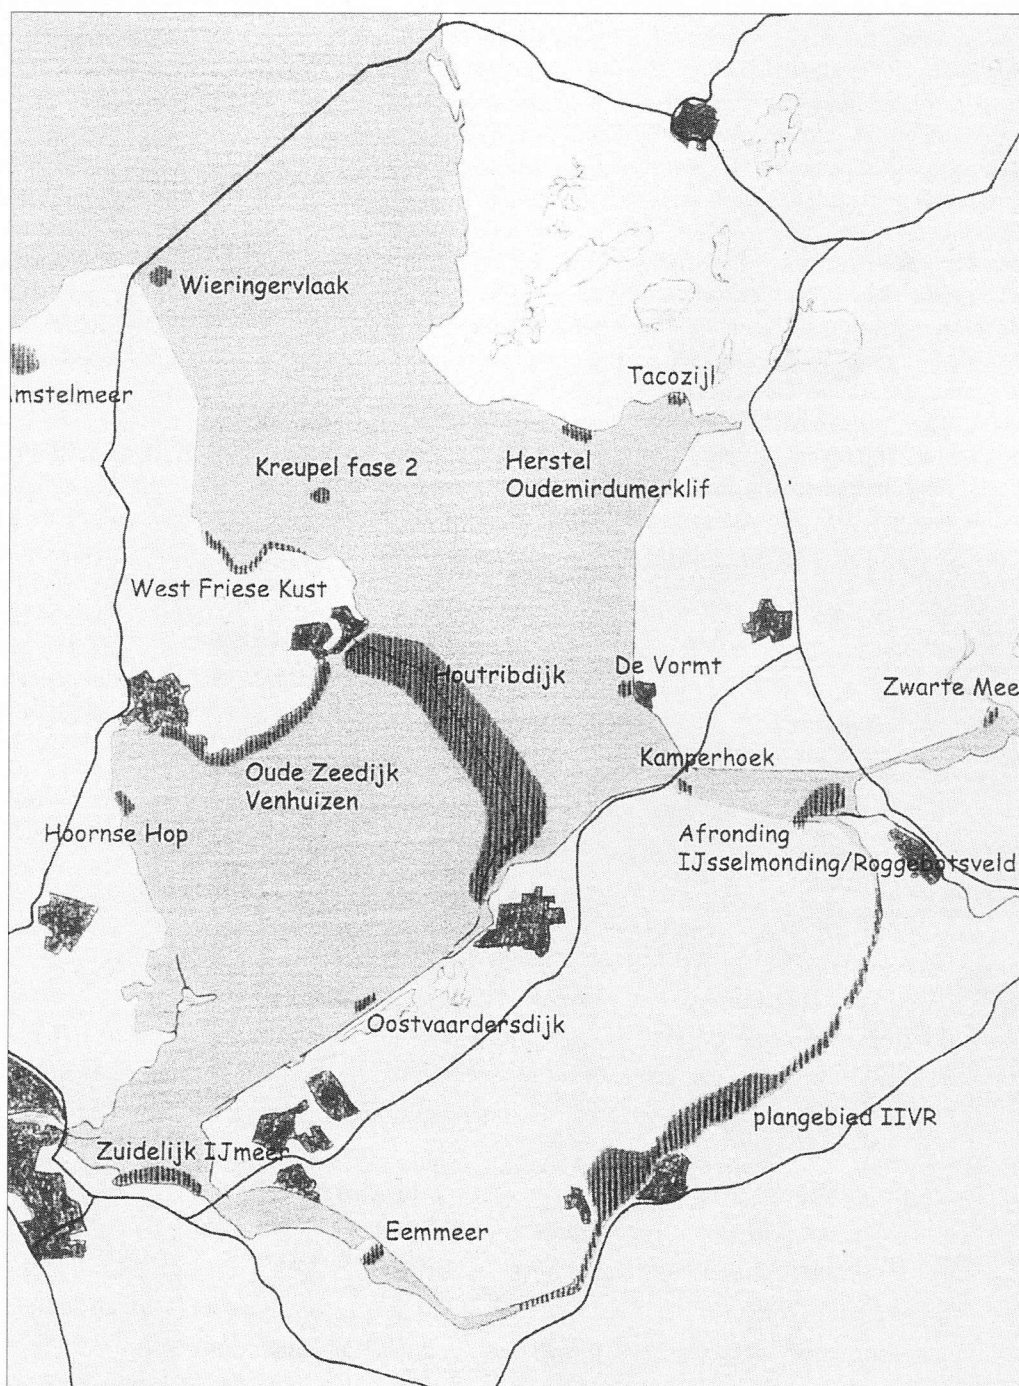 Wieringervlaak
mstelmeer
Tacozijl
Kreupel fase 2
Herstel
Oudemirdumerklif
West Friese Kust
Houtribdijk
De Vormt
Zwarte Mee
Oude Zeedijk
Venhuizen
Kamperhoek
Hoornse Hop
Afronding
IJsselmonding/Roggebotsveld
Oostvaardersdijk
plangebied IIVR
Zuidelijk IJmeer
Eemmeer